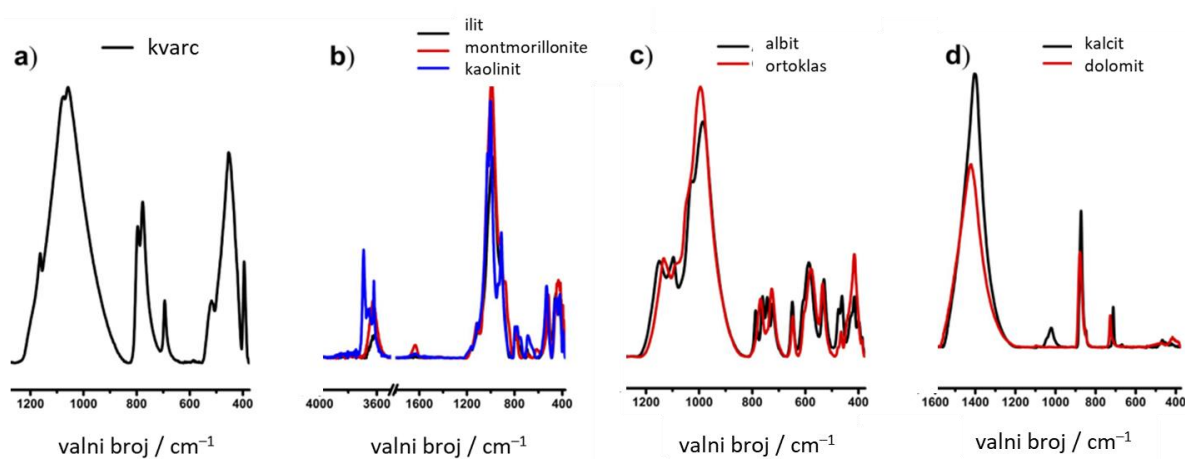 a)
kvarc
b)
ilit
montmorillonite
kaolinit
c)
albit
ortoklas
d)
kalcit
dolomit
1200 1000 800 600 400
4000 3600 1600 1200 800 400
1200 1000 800 600 400
1600 1400 1200 1000 800 600 400
valni broj / cm⁻¹
valni broj / cm⁻¹
valni broj / cm⁻¹
valni broj / cm⁻¹